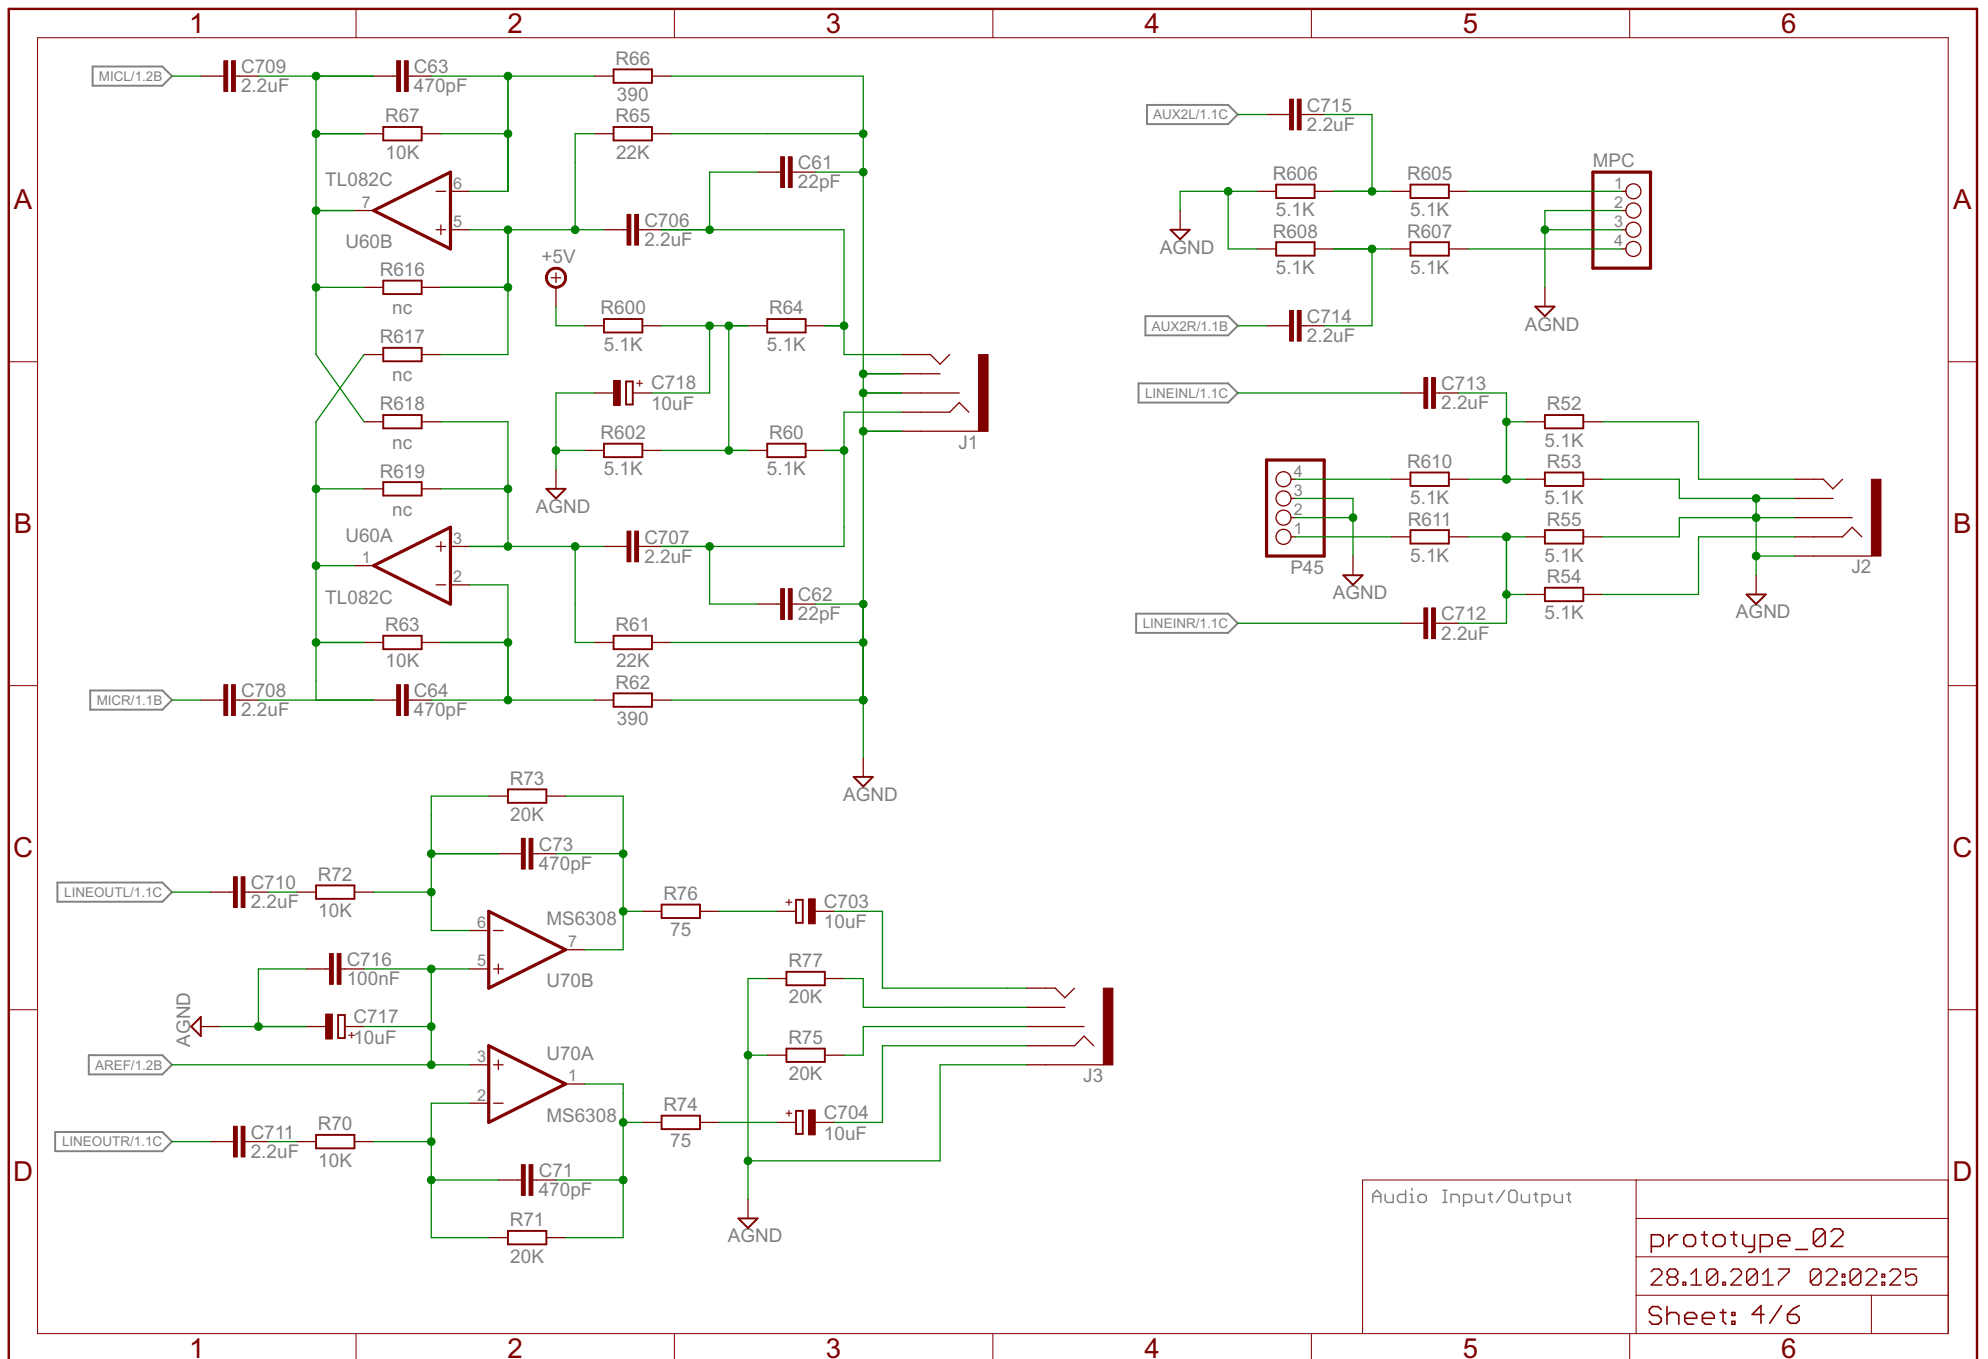 1 2 3 4 5 6
A
B
C
D
A
B
C
D
MICL/1.2B
C709
2.2uF
C63
470pF
R66
390
R67
10K
R65
22K
TL082C
6
7
5
U60B
C61
22pF
C706
2.2uF
+5V
R616
nc
R600
5.1K
R64
5.1K
R617
nc
C718
10uF
R618
nc
R602
5.1K
R60
5.1K
J1
R619
nc
AGND
U60A
3
1
2
TL082C
C707
2.2uF
C62
22pF
R63
10K
R61
22K
MICR/1.1B
C708
2.2uF
C64
470pF
R62
390
AGND
AUX2L/1.1C
C715
2.2uF
MPC
R606
5.1K
R605
5.1K
1
2
3
4
AGND
R608
5.1K
R607
5.1K
AUX2R/1.1B
C714
2.2uF
AGND
LINEINL/1.1C
C713
2.2uF
R52
5.1K
4
3
2
1
P45
R610
5.1K
R53
5.1K
R611
5.1K
R55
5.1K
AGND
R54
5.1K
J2
AGND
LINEINR/1.1C
C712
2.2uF
R73
20K
C73
470pF
LINEOUTL/1.1C
C710
2.2uF
R72
10K
MS6308
6
7
5
U70B
R76
75
C703
10uF
C716
100nF
R77
20K
AGND
C717
10uF
R75
20K
J3
AREF/1.2B
3
U70A
1
2
MS6308
R74
75
C704
10uF
LINEOUTR/1.1C
C711
2.2uF
R70
10K
C71
470pF
R71
20K
AGND
Audio Input/Output
prototype_02
28.10.2017 02:02:25
Sheet: 4/6
1 2 3 4 5 6